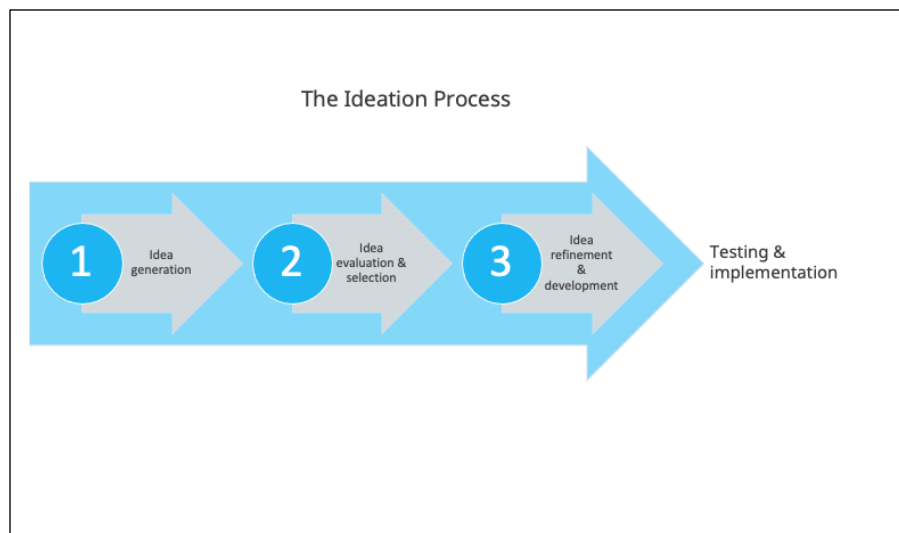 The Ideation Process
1
Idea
generation
2
Idea
evaluation &
selection
3
Idea
refinement
&
development
Testing &
implementation